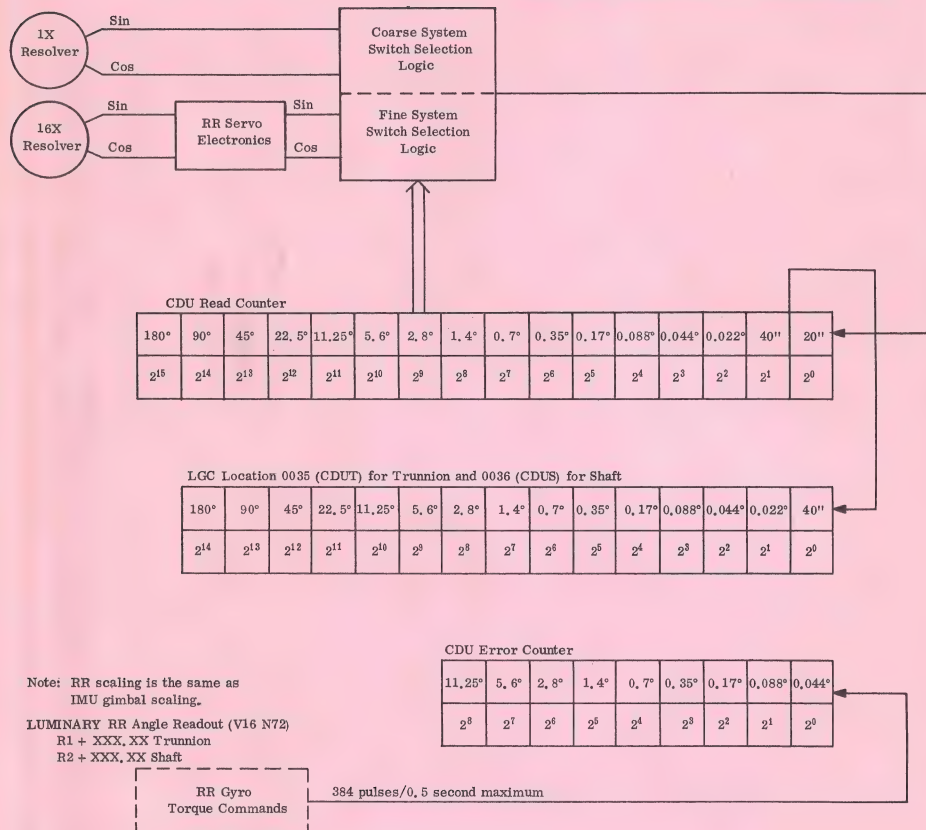 1X
Resolver
Sin
Cos
Coarse System
Switch Selection
Logic
16X
Resolver
Sin
Cos
RR Servo
Electronics
Sin
Cos
Fine System
Switch Selection
Logic
CDU Read Counter
180° 90° 45° 22.5° 11.25° 5.6° 2.8° 1.4° 0.7° 0.35° 0.17° 0.088° 0.044° 0.022° 40" 20"
2¹⁵ 2¹⁴ 2¹³ 2¹² 2¹¹ 2¹⁰ 2⁹ 2⁸ 2⁷ 2⁶ 2⁵ 2⁴ 2³ 2² 2¹ 2⁰
LGC Location 0035 (CDUT) for Trunnion and 0036 (CDUS) for Shaft
180° 90° 45° 22.5° 11.25° 5.6° 2.8° 1.4° 0.7° 0.35° 0.17° 0.088° 0.044° 0.022° 40"
2¹⁴ 2¹³ 2¹² 2¹¹ 2¹⁰ 2⁹ 2⁸ 2⁷ 2⁶ 2⁵ 2⁴ 2³ 2² 2¹ 2⁰
CDU Error Counter
11.25° 5.6° 2.8° 1.4° 0.7° 0.35° 0.17° 0.088° 0.044°
2⁸ 2⁷ 2⁶ 2⁵ 2⁴ 2³ 2² 2¹ 2⁰
Note: RR scaling is the same as
IMU gimbal scaling.
LUMINARY RR Angle Readout (V16 N72)
R1 + XXX.XX Trunnion
R2 + XXX.XX Shaft
RR Gyro
Torque Commands
384 pulses/0.5 second maximum